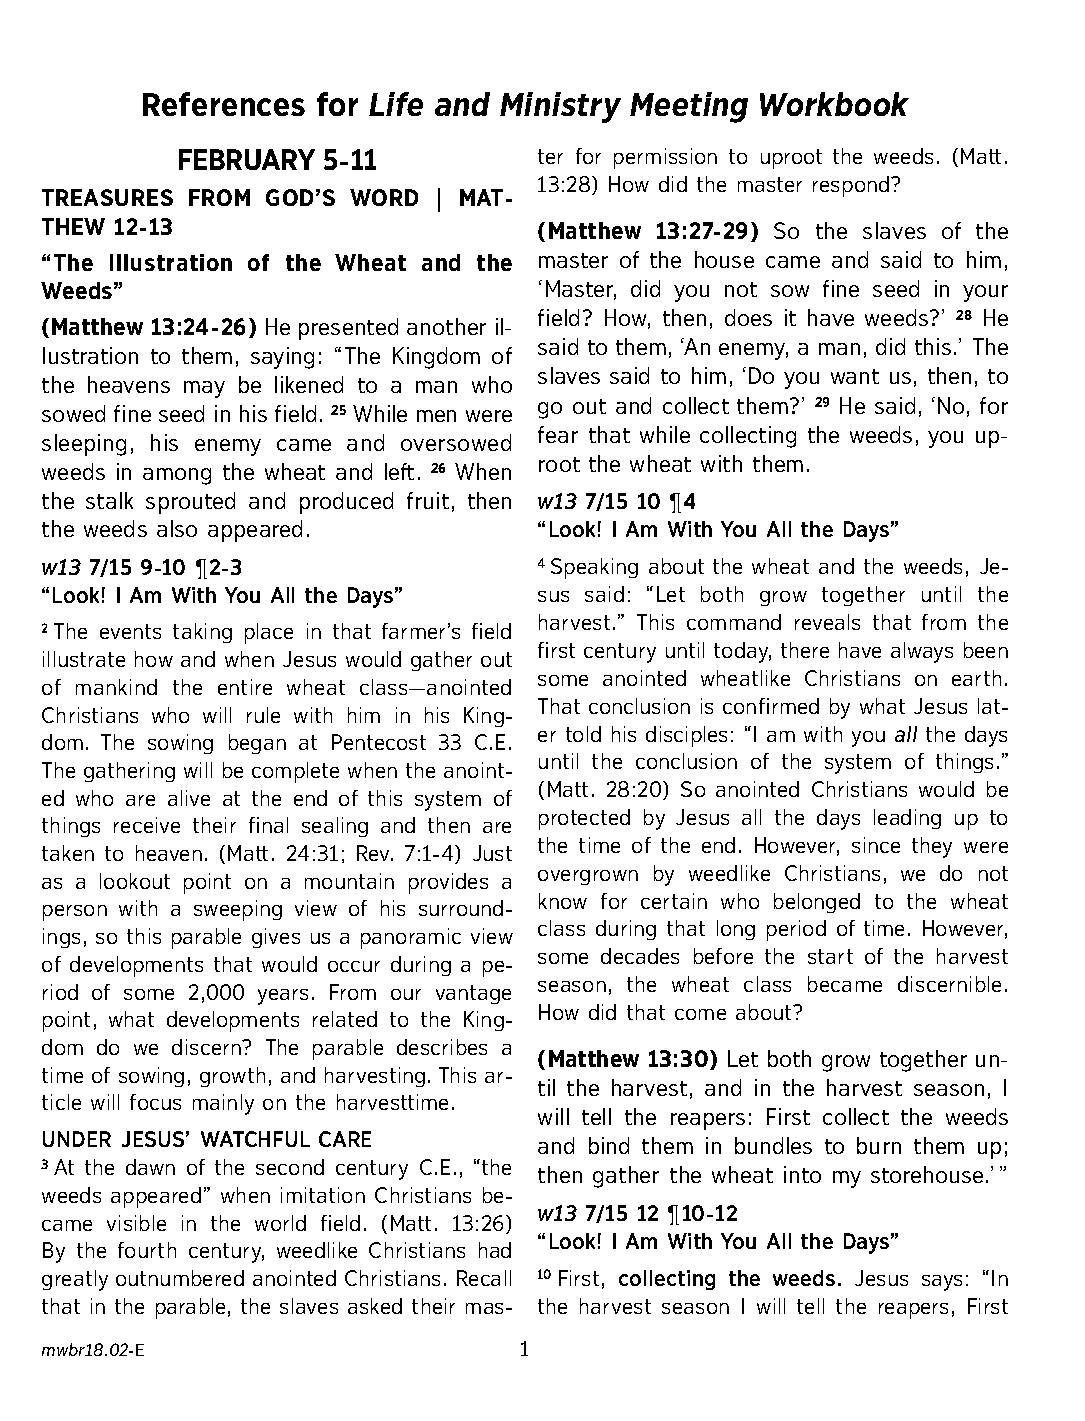 References for Life and Ministry Meeting Workbook
FEBRUARY 5-11
TREASURES FROM GOD’S WORD | MAT-
THEW 12-13
“The Illustration of the Wheat and the
Weeds”
(Matthew 13:24-26) He presented another il-
lustration to them, saying: “The Kingdom of
the heavens may be likened to a man who
sowed fine seed in his field. 25 While men were
sleeping, his enemy came and oversowed
weeds in among the wheat and left. 26 When
the stalk sprouted and produced fruit, then
the weeds also appeared.
w13 7/15 9-10 ¶2-3
“Look! I Am With You All the Days”
2 The events taking place in that farmer’s field
illustrate how and when Jesus would gather out
of mankind the entire wheat class—anointed
Christians who will rule with him in his King-
dom. The sowing began at Pentecost 33 C.E.
The gathering will be complete when the anoint-
ed who are alive at the end of this system of
things receive their final sealing and then are
taken to heaven. (Matt. 24:31; Rev. 7:1-4) Just
as a lookout point on a mountain provides a
person with a sweeping view of his surround-
ings, so this parable gives us a panoramic view
of developments that would occur during a pe-
riod of some 2,000 years. From our vantage
point, what developments related to the King-
dom do we discern? The parable describes a
time of sowing, growth, and harvesting. This ar-
ticle will focus mainly on the harvesttime.
UNDER JESUS’ WATCHFUL CARE
3 At the dawn of the second century C.E., “the
weeds appeared” when imitation Christians be-
came visible in the world field. (Matt. 13:26)
By the fourth century, weedlike Christians had
greatly outnumbered anointed Christians. Recall
that in the parable, the slaves asked their mas-
ter for permission to uproot the weeds. (Matt.
13:28) How did the master respond?
(Matthew 13:27-29) So the slaves of the
master of the house came and said to him,
‘Master, did you not sow fine seed in your
field? How, then, does it have weeds?’ 28 He
said to them, ‘An enemy, a man, did this.’ The
slaves said to him, ‘Do you want us, then, to
go out and collect them?’ 29 He said, ‘No, for
fear that while collecting the weeds, you up-
root the wheat with them.
w13 7/15 10 ¶4
“Look! I Am With You All the Days”
4 Speaking about the wheat and the weeds, Je-
sus said: “Let both grow together until the
harvest.” This command reveals that from the
first century until today, there have always been
some anointed wheatlike Christians on earth.
That conclusion is confirmed by what Jesus lat-
er told his disciples: “I am with you all the days
until the conclusion of the system of things.”
(Matt. 28:20) So anointed Christians would be
protected by Jesus all the days leading up to
the time of the end. However, since they were
overgrown by weedlike Christians, we do not
know for certain who belonged to the wheat
class during that long period of time. However,
some decades before the start of the harvest
season, the wheat class became discernible.
How did that come about?
(Matthew 13:30) Let both grow together un-
til the harvest, and in the harvest season, I
will tell the reapers: First collect the weeds
and bind them in bundles to burn them up;
then gather the wheat into my storehouse.’ ”
w13 7/15 12 ¶10-12
“Look! I Am With You All the Days”
10 First, collecting the weeds. Jesus says: “In
the harvest season I will tell the reapers, First
mwbr18.02-E
1